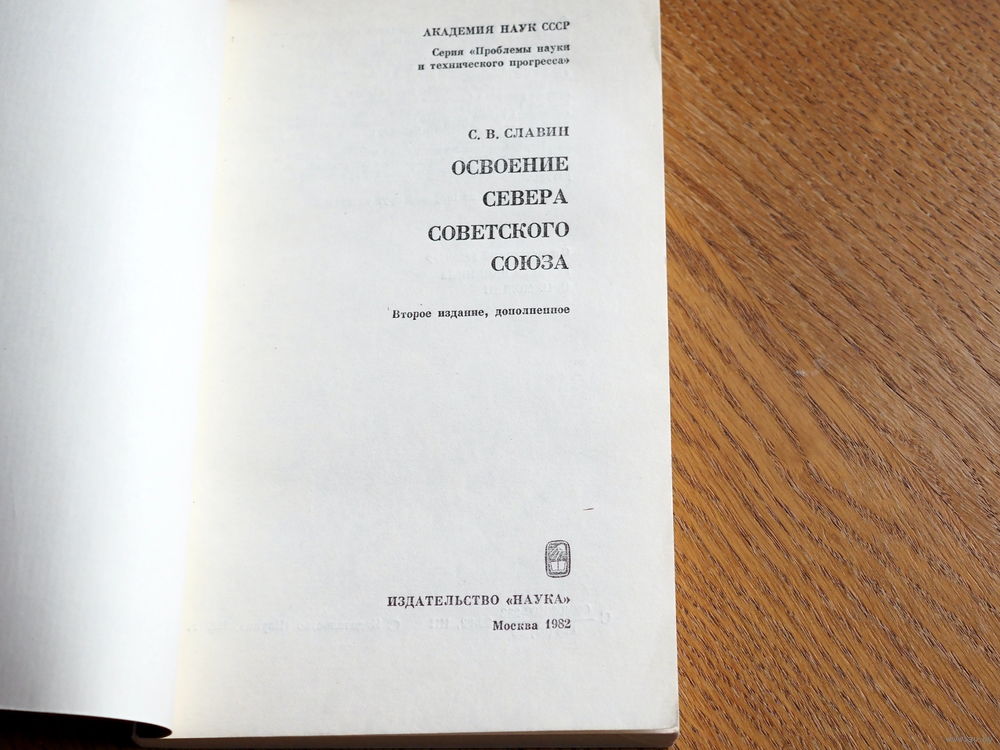 АКАДЕМИЯ НАУК СССР
Серия «Проблемы науки
и технического прогресса»
С. В. СЛАВИН
ОСВОЕНИЕ
СЕВЕРА
СОВЕТСКОГО
СОЮЗА
Второе издание, дополненное
ИЗДАТЕЛЬСТВО «НАУКА»
Москва 1982